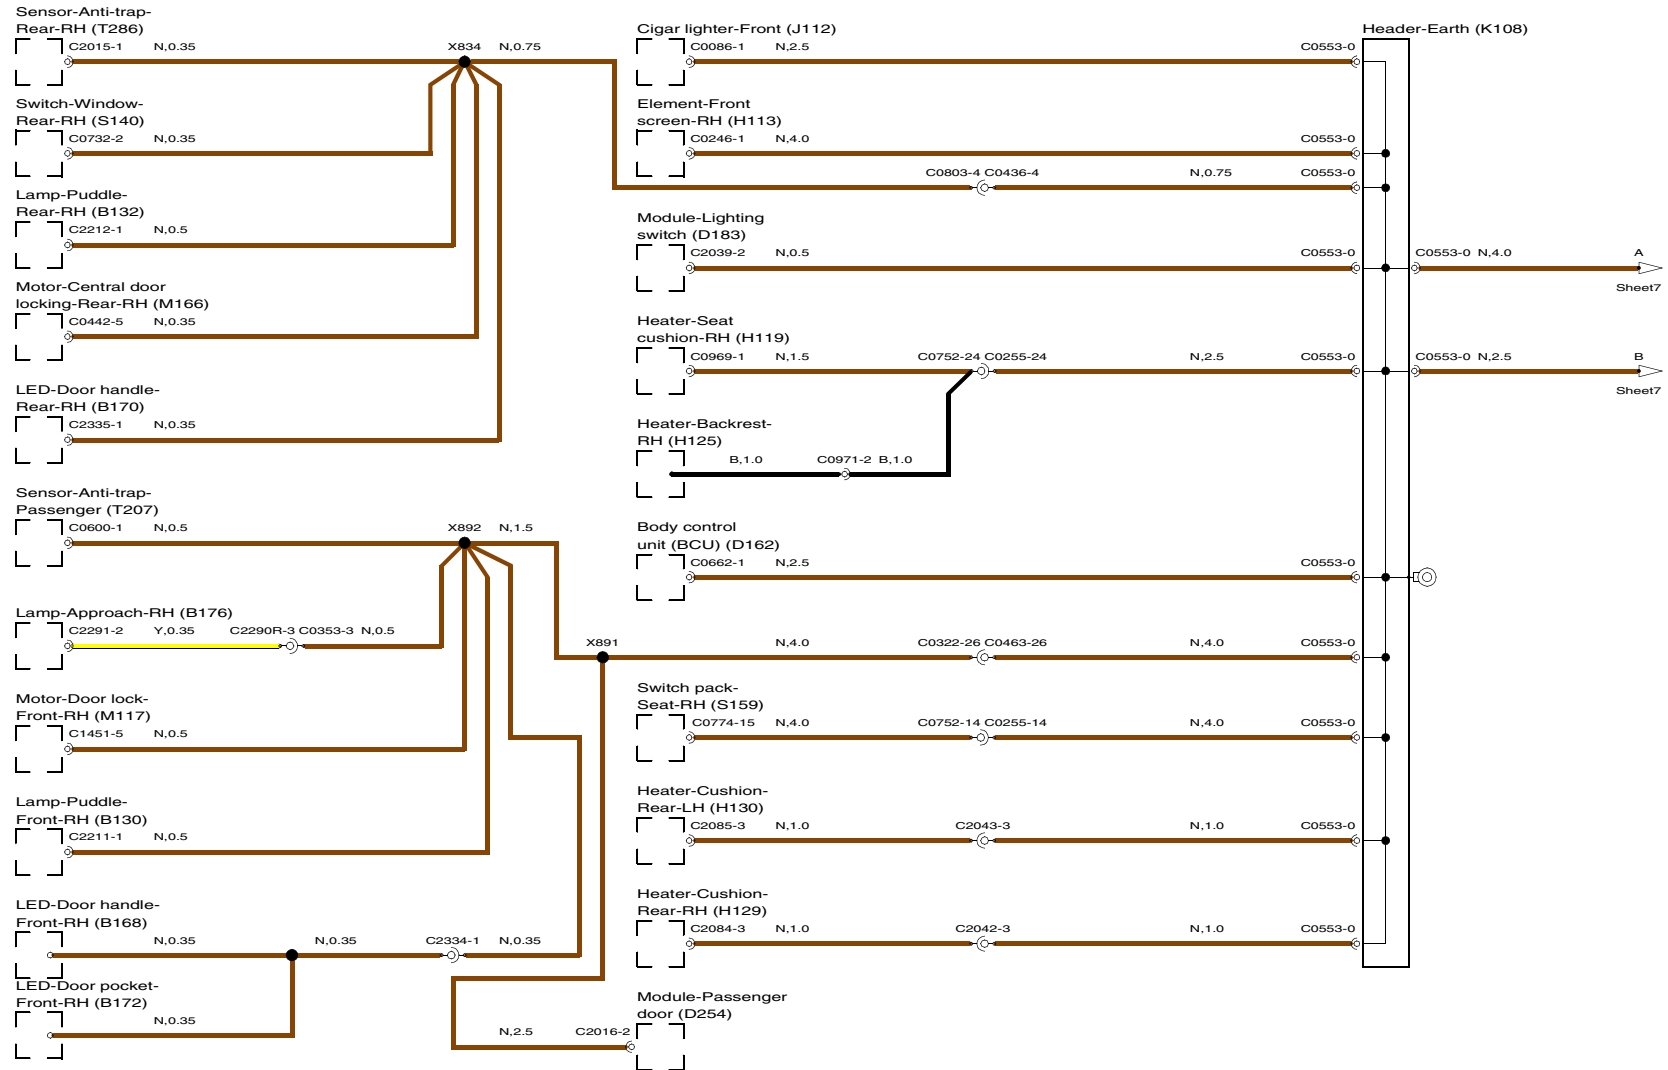 Sensor-Anti-trap-
Rear-RH (T286)
C2015-1 N,0.35
X834 N,0.75
Switch-Window-
Rear-RH (S140)
C0732-2 N,0.35
Lamp-Puddle-
Rear-RH (B132)
C2212-1 N,0.5
Motor-Central door
locking-Rear-RH (M166)
C0442-5 N,0.35
LED-Door handle-
Rear-RH (B170)
C2335-1 N,0.35
Sensor-Anti-trap-
Passenger (T207)
C0600-1 N,0.5
X892 N,1.5
Lamp-Approach-RH (B176)
C2291-2 Y,0.35 C2290R-3 C0353-3 N,0.5
Motor-Door lock-
Front-RH (M117)
C1451-5 N,0.5
Lamp-Puddle-
Front-RH (B130)
C2211-1 N,0.5
LED-Door handle-
Front-RH (B168)
N,0.35 N,0.35 C2334-1 N,0.35
LED-Door pocket-
Front-RH (B172)
N,0.35
Cigar lighter-Front (J112)
C0086-1 N,2.5 C0553-0
Element-Front
screen-RH (H113)
C0246-1 N,4.0 C0553-0
C0803-4 C0436-4 N,0.75 C0553-0
Module-Lighting
switch (D183)
C2039-2 N,0.5 C0553-0
Heater-Seat
cushion-RH (H119)
C0969-1 N,1.5 C0752-24 C0255-24 N,2.5 C0553-0
Heater-Backrest-
RH (H125)
B,1.0 C0971-2 B,1.0
Body control
unit (BCU) (D162)
C0662-1 N,2.5 C0553-0
X891 N,4.0 C0322-26 C0463-26 N,4.0 C0553-0
Switch pack-
Seat-RH (S159)
C0774-15 N,4.0 C0752-14 C0255-14 N,4.0 C0553-0
Heater-Cushion-
Rear-LH (H130)
C2085-3 N,1.0 C2043-3 N,1.0 C0553-0
Heater-Cushion-
Rear-RH (H129)
C2084-3 N,1.0 C2042-3 N,1.0 C0553-0
Module-Passenger
door (D254)
N,2.5 C2016-2
Header-Earth (K108)
C0553-0 N,4.0 A
Sheet7
C0553-0 N,2.5 B
Sheet7